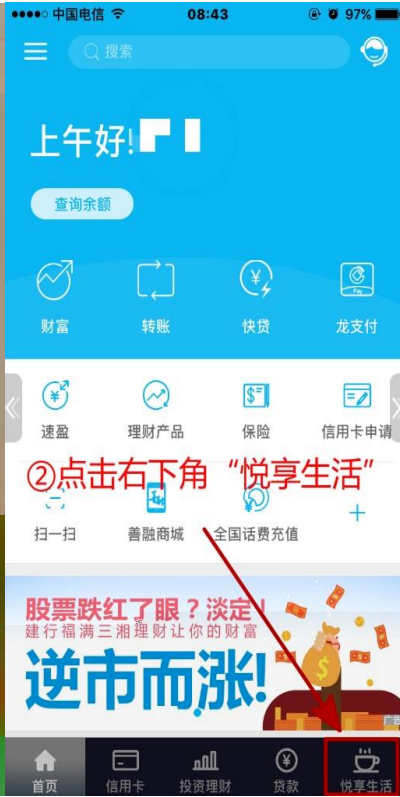 中国电信 08:43 97%
搜索
上午好!
查询余额
财富 转账 快贷 龙支付
Pay
速盈 理财产品 保险 信用卡申请
②点击右下角“悦享生活”
扫一扫 善融商城 全国话费充值
股票跌红了眼？淡定！
建行福满三湘理财让你的财富
逆市而涨!
广告
首页 信用卡 投资理财 贷款 悦享生活